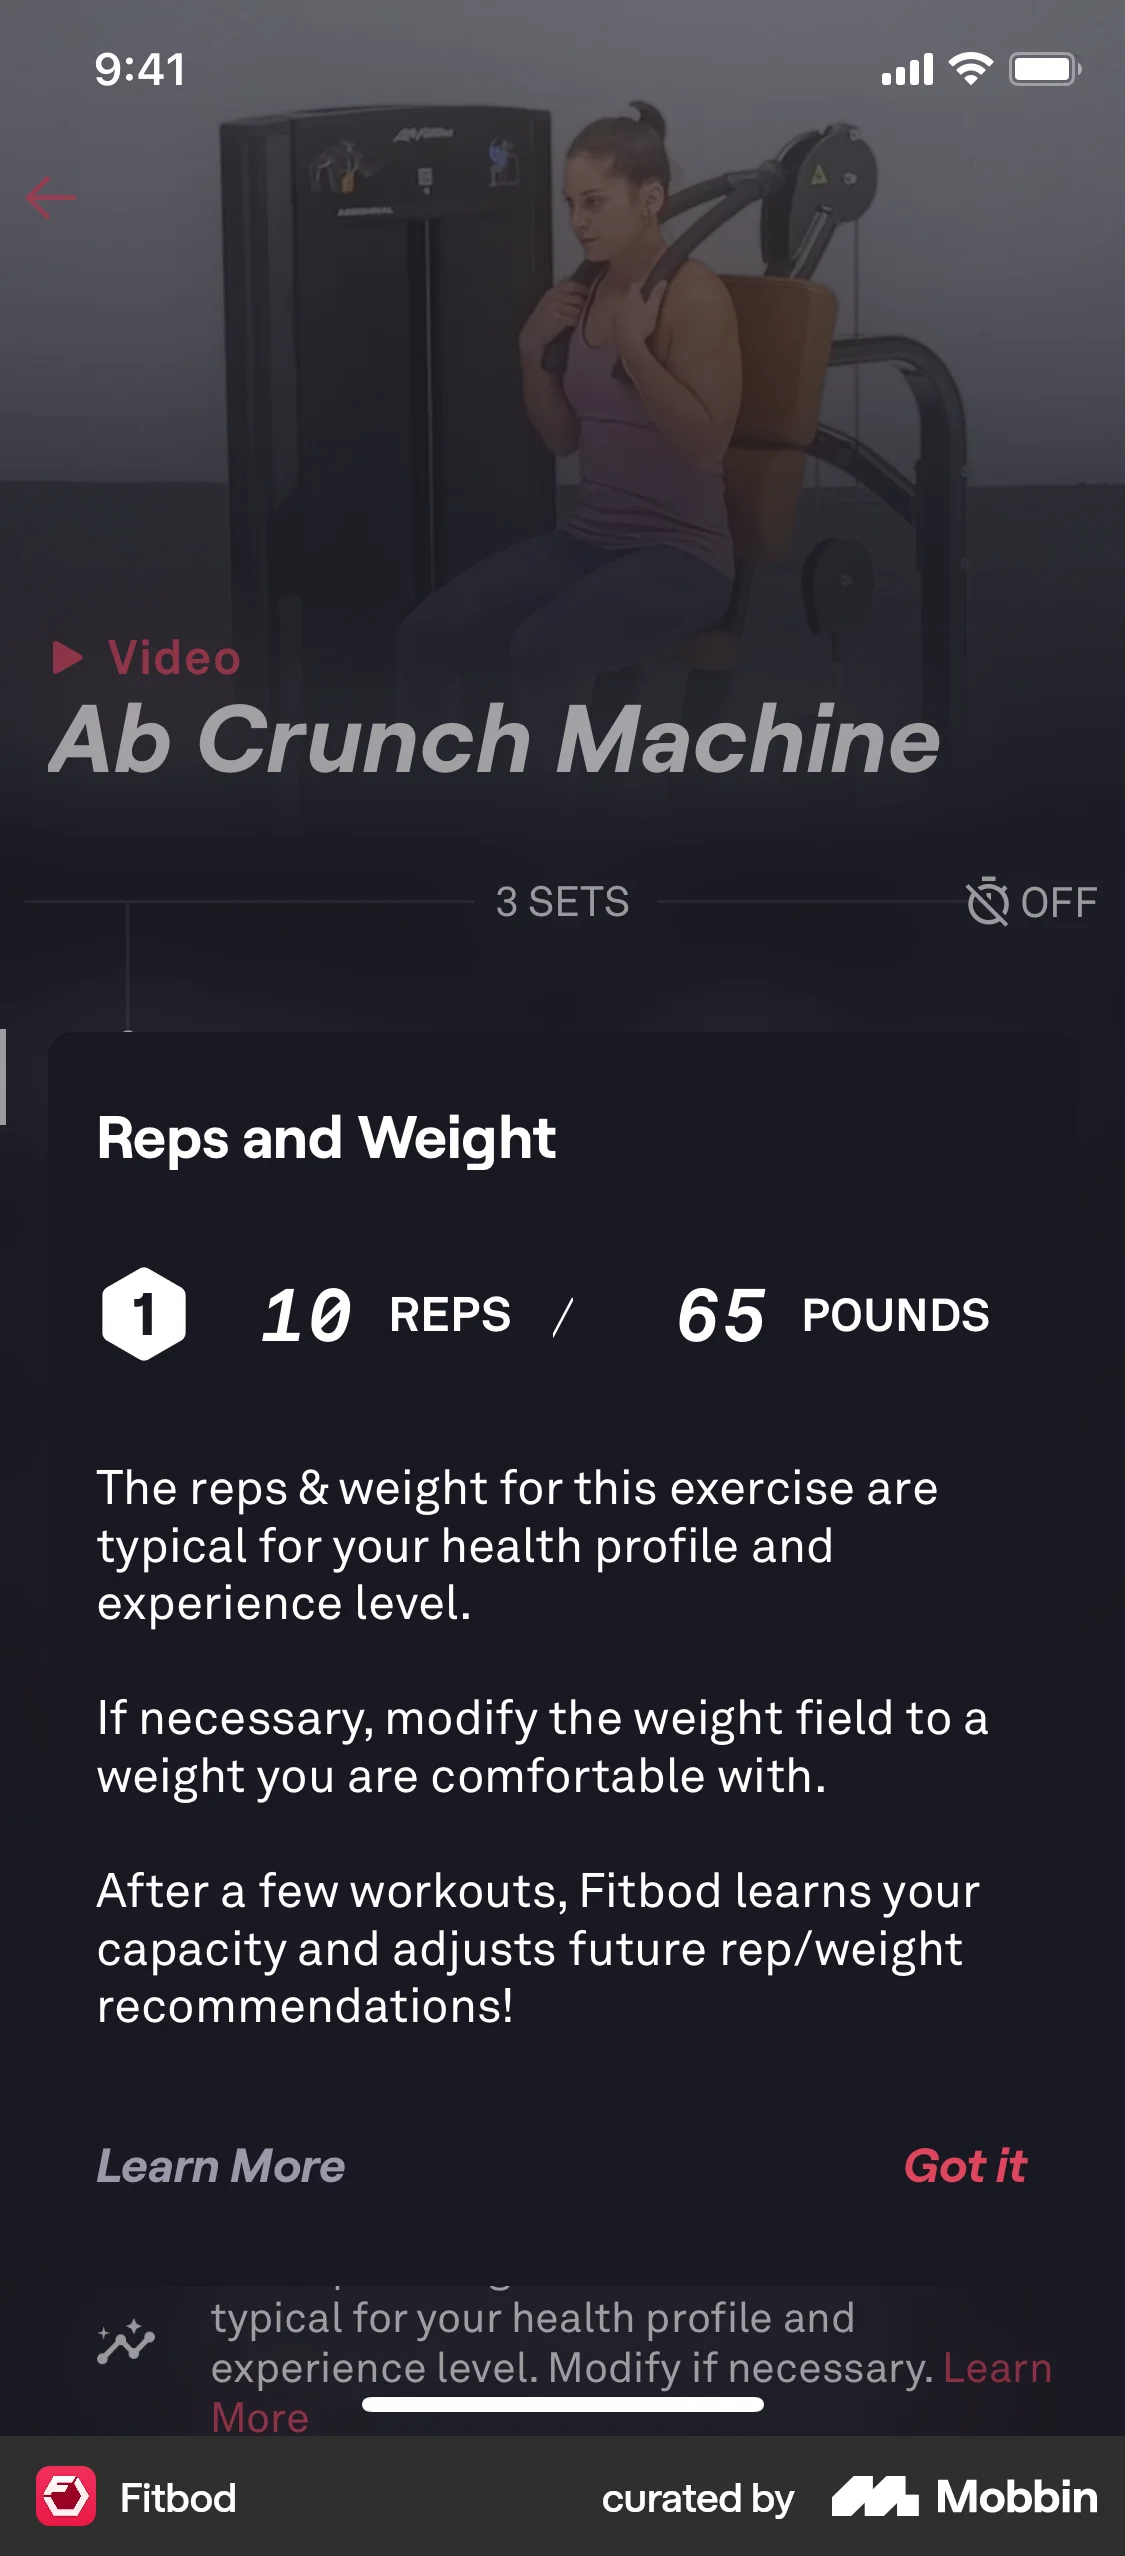 9:41
ABDOMINAL
Video
Ab Crunch Machine
3 SETS
OFF
Reps and Weight
1 10 REPS / 65 POUNDS
The reps & weight for this exercise are
typical for your health profile and
experience level.
If necessary, modify the weight field to a
weight you are comfortable with.
After a few workouts, Fitbod learns your
capacity and adjusts future rep/weight
recommendations!
Learn More
Got it
typical for your health profile and
experience level. Modify if necessary. Learn
More
Fitbod
curated by Mobbin